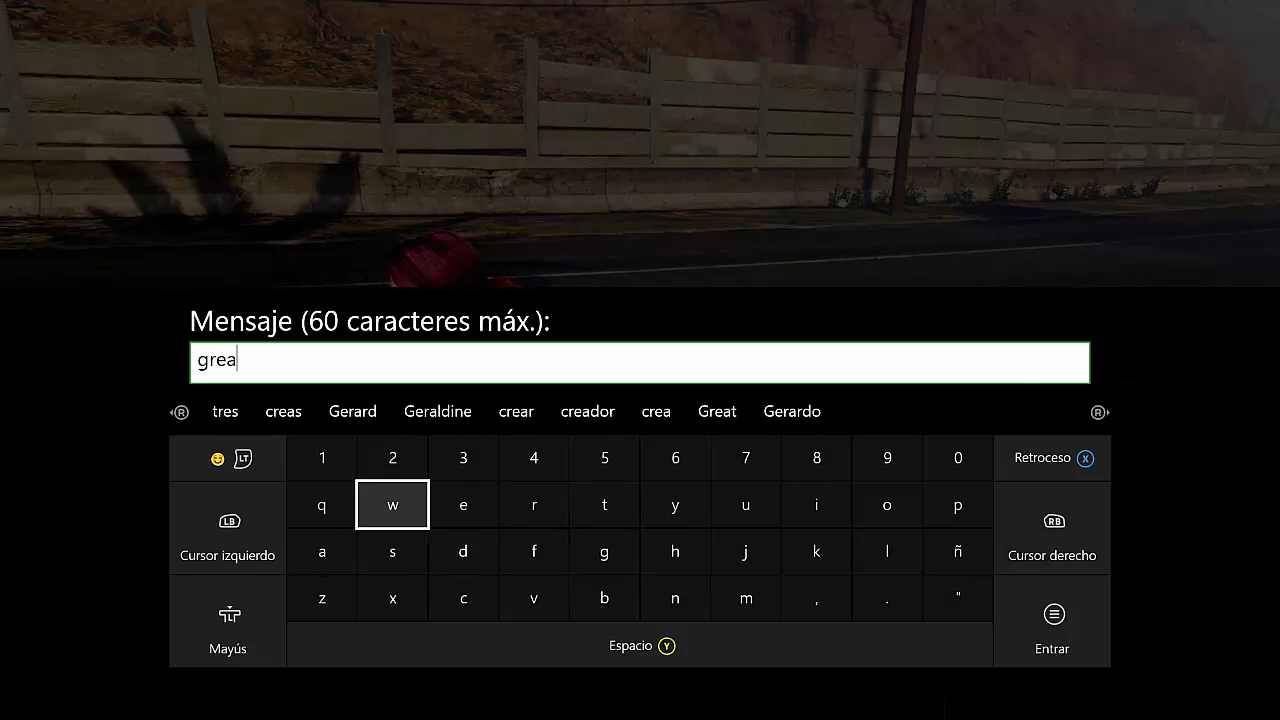 Mensaje (60 caracteres máx.):
grea
R tres creas Gerard Geraldine crear creador crea Great Gerardo R
LT 1 2 3 4 5 6 7 8 9 0 Retroceso X
q w e r t y u i o p
LB RB
Cursor izquierdo a s d f g h j k l ñ Cursor derecho
z x c v b n m , . "
Mayús Espacio Y Entrar